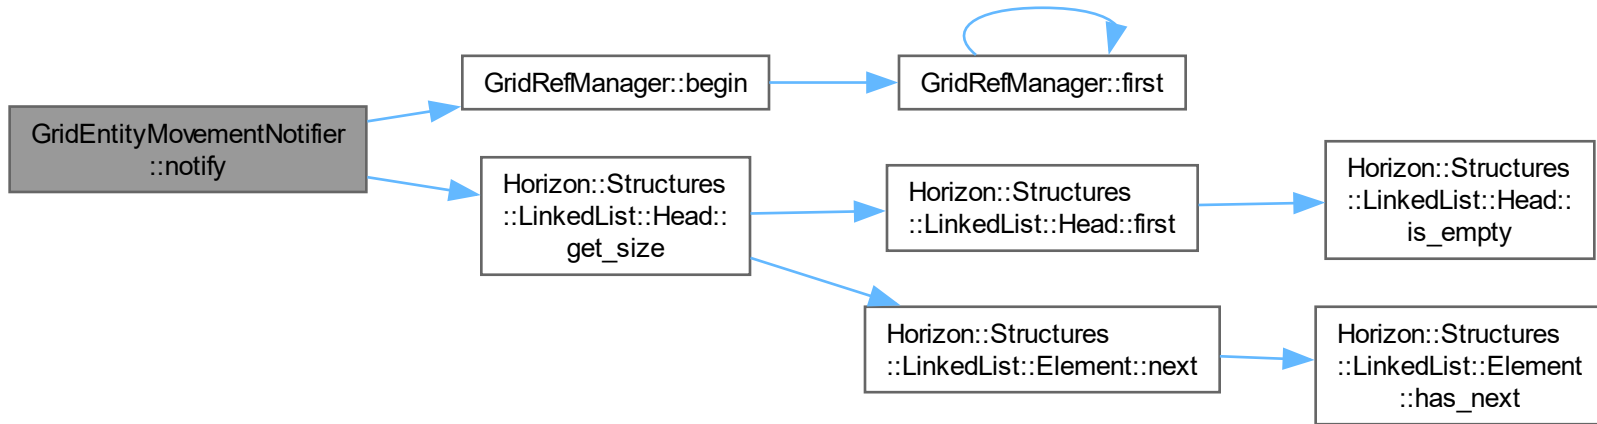 GridEntityMovementNotifier
::notify
GridRefManager::begin
GridRefManager::first
Horizon::Structures
::LinkedList::Head::
get_size
Horizon::Structures
::LinkedList::Head::first
Horizon::Structures
::LinkedList::Head::
is_empty
Horizon::Structures
::LinkedList::Element::next
Horizon::Structures
::LinkedList::Element
::has_next